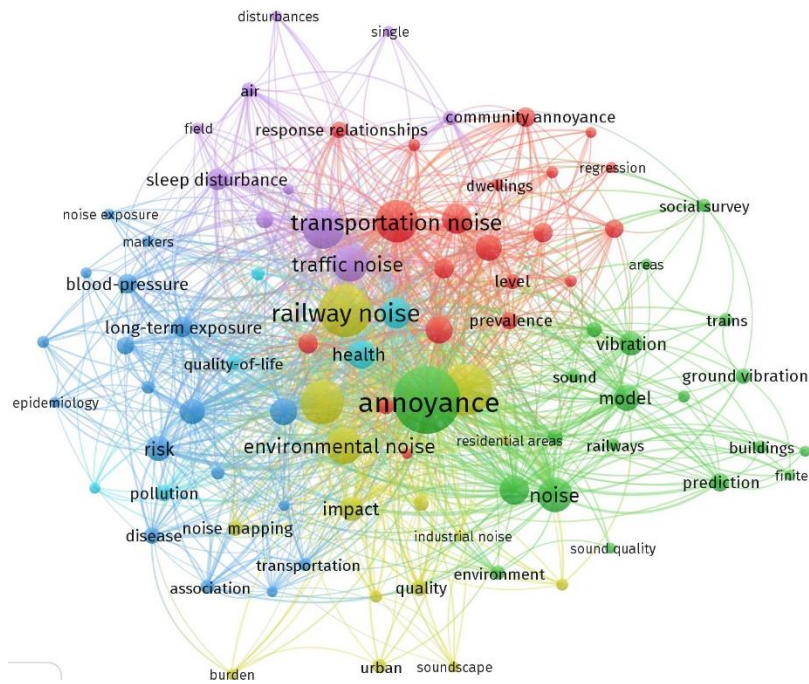 disturbances
single
air
community annoyance
field
response relationships
regression
sleep disturbance
dwellings
noise exposure
social survey
transportation noise
markers
traffic noise
areas
blood-pressure
level
railway noise
prevalence
trains
long-term exposure
vibration
health
quality-of-life
sound
ground vibration
epidemiology
annoyance
model
environmental noise
residential areas
railways
buildings
risk
finite
prediction
pollution
noise
impact
noise mapping
disease
industrial noise
sound quality
transportation
environment
association
quality
burden
urban
soundscape